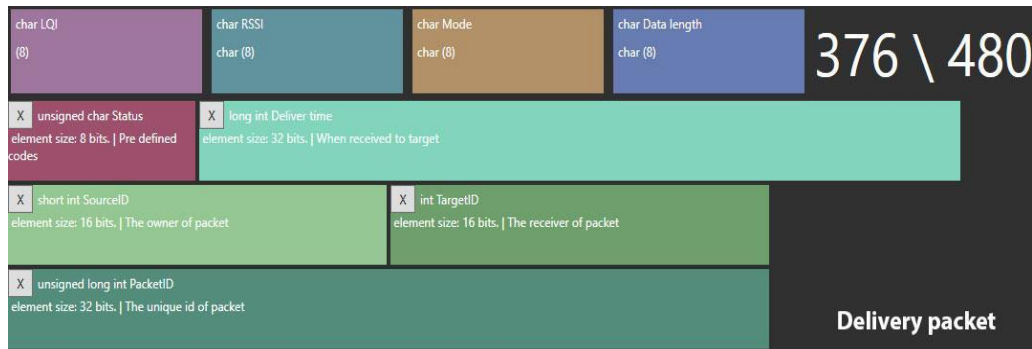 char LQI
(8)
char RSSI
char (8)
char Mode
char (8)
char Data length
char (8)
376 \ 480
X unsigned char Status
element size: 8 bits. | Pre defined
codes
X long int Deliver time
element size: 32 bits. | When received to target
X short int SourceID
element size: 16 bits. | The owner of packet
X int TargetID
element size: 16 bits. | The receiver of packet
X unsigned long int PacketID
element size: 32 bits. | The unique id of packet
Delivery packet